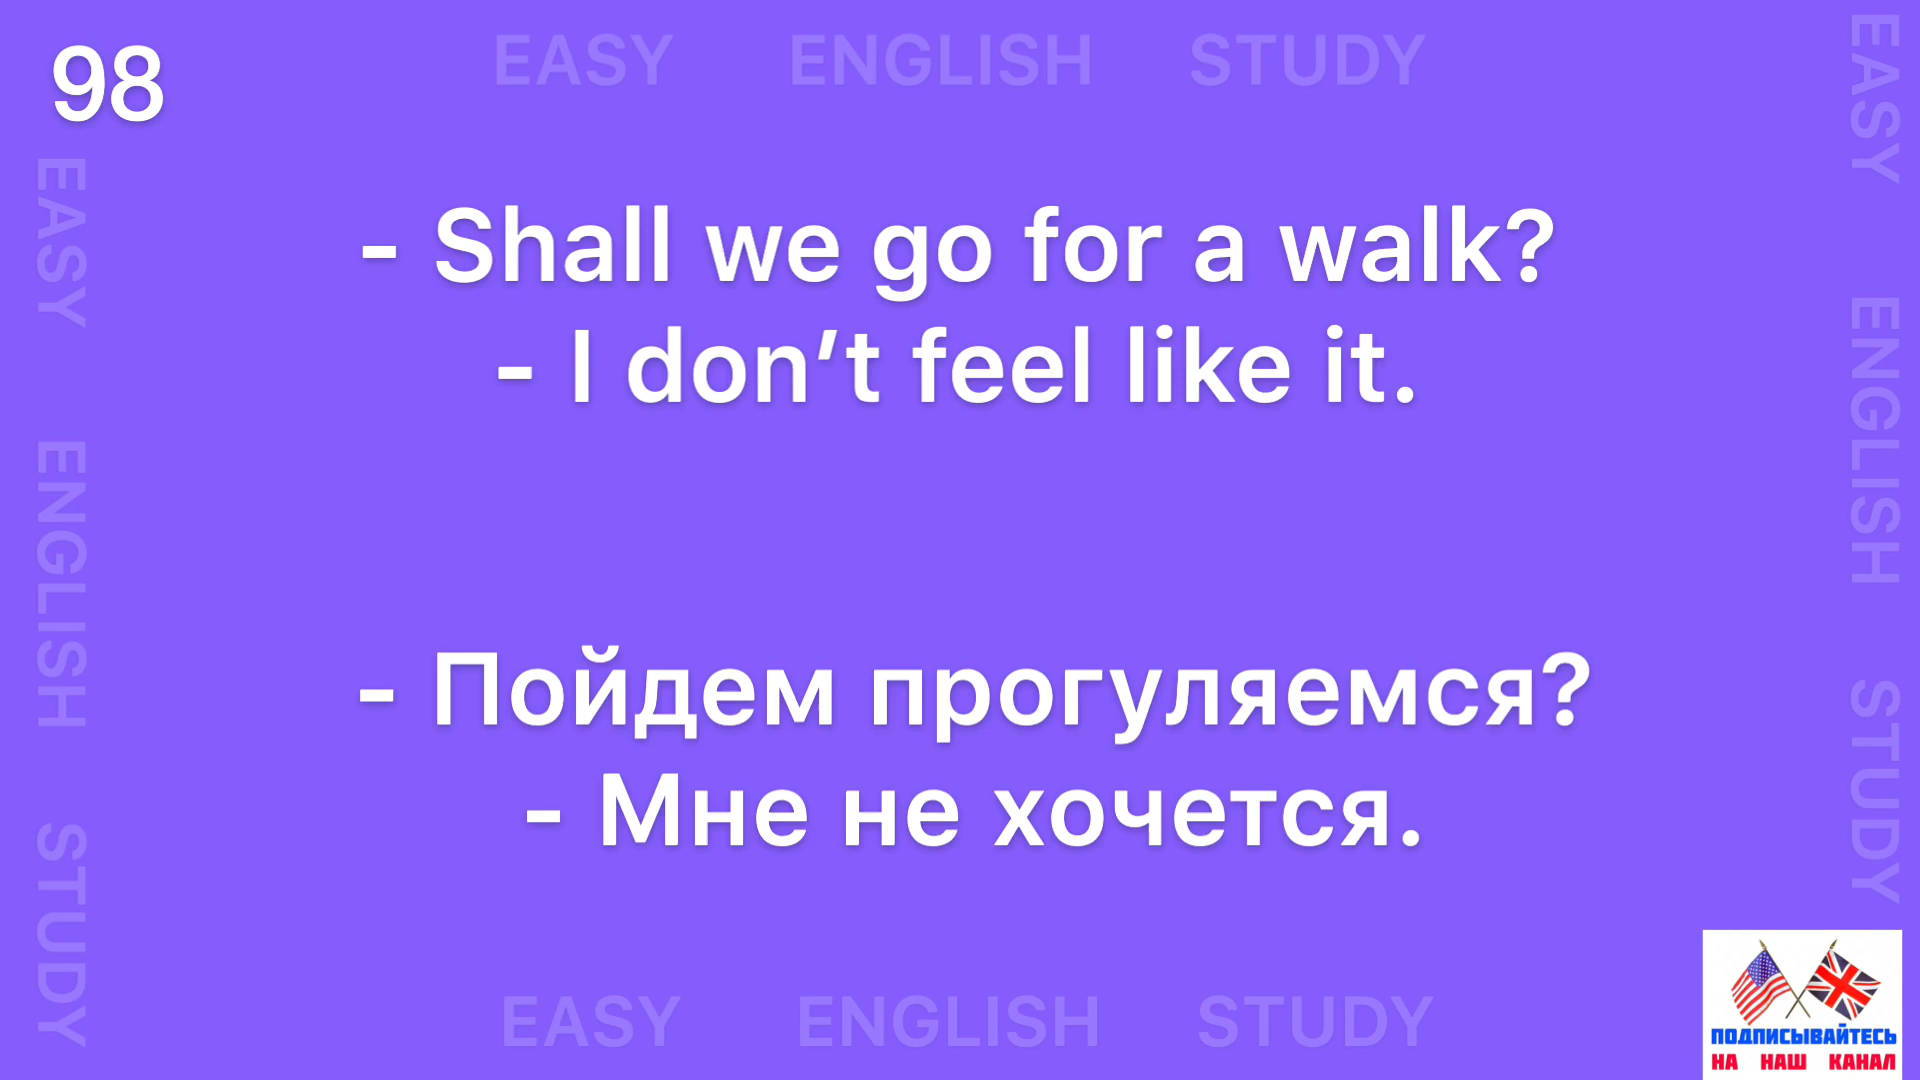 98
EASY ENGLISH STUDY
- Shall we go for a walk?
- I don’t feel like it.
- Пойдем прогуляемся?
- Мне не хочется.
EASY ENGLISH STUDY
EASY ENGLISH STUDY
EASY ENGLISH STUDY
ПОДПИСЫВАЙТЕСЬ
НА НАШ КАНАЛ